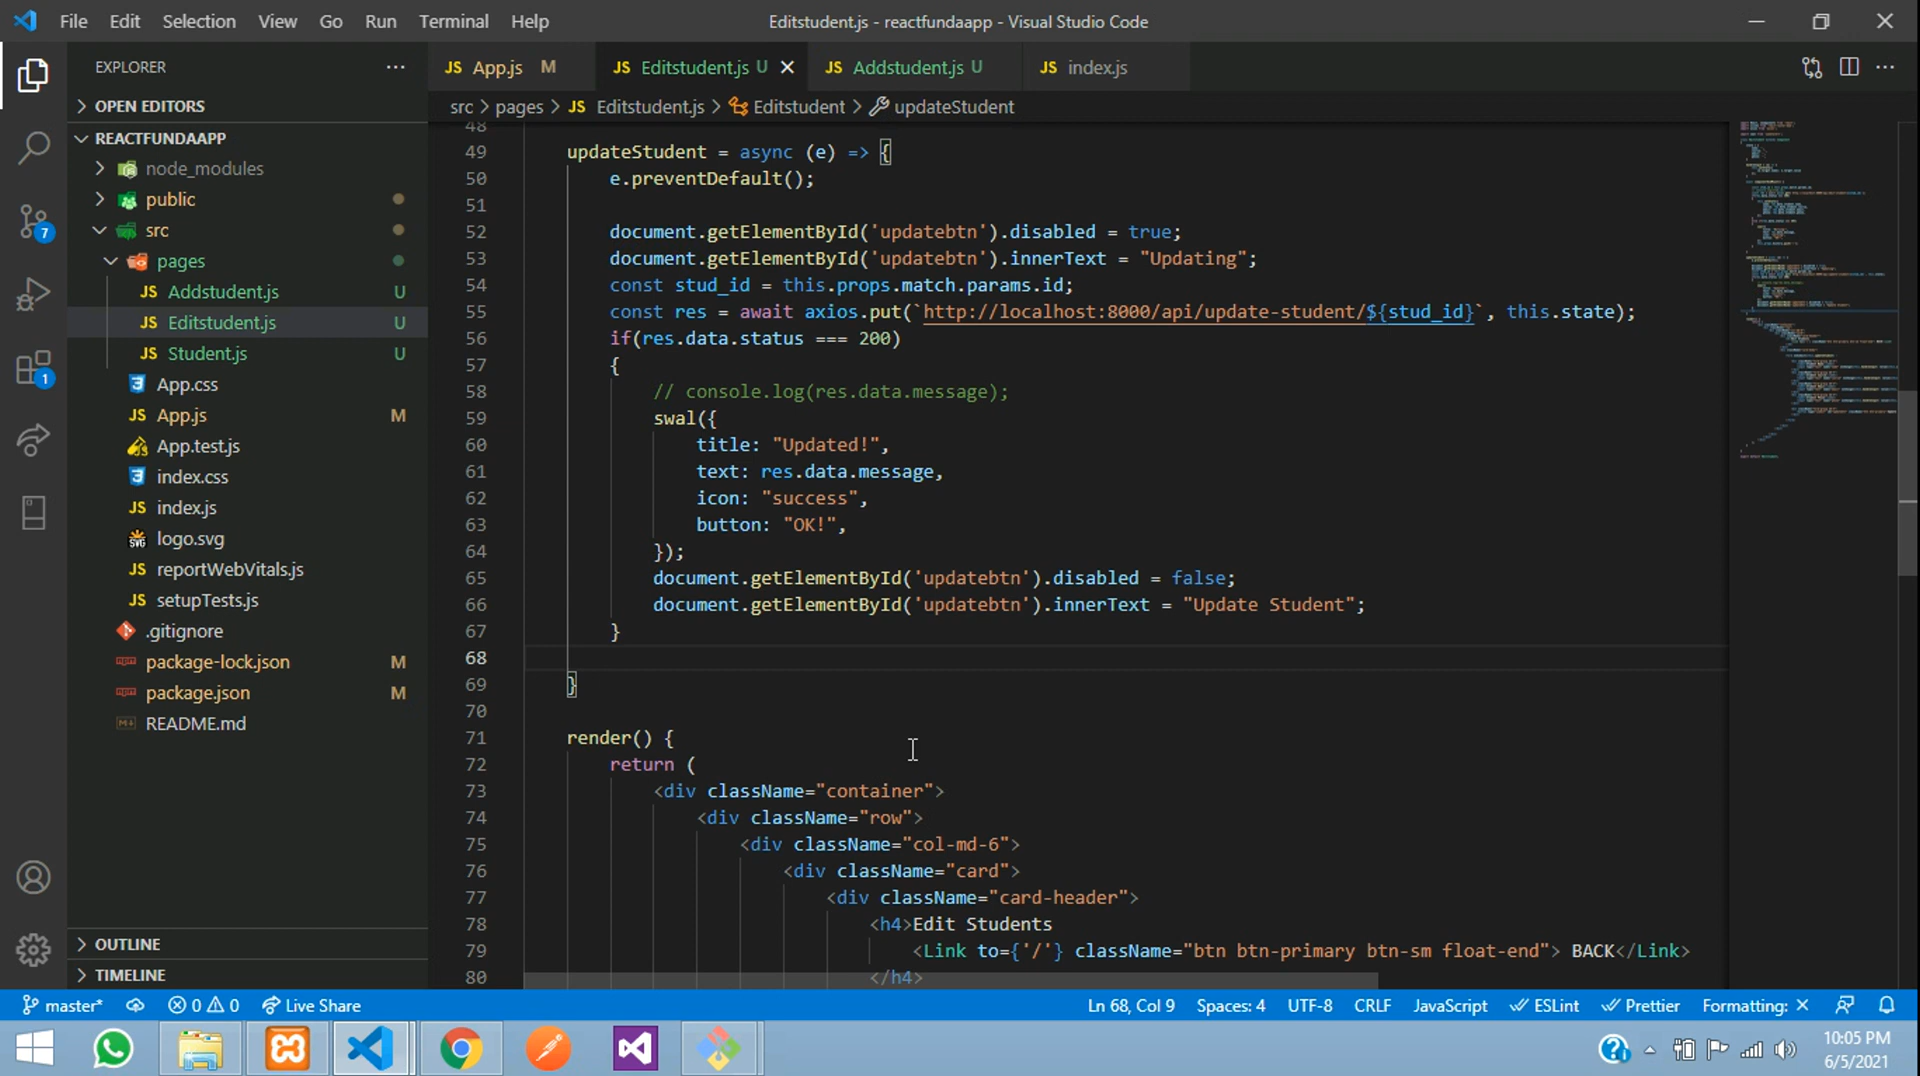 File Edit Selection View Go Run Terminal Help Editstudent.js - reactfundaapp - Visual Studio Code
EXPLORER
OPEN EDITORS
REACTFUNDAAPP
node_modules
public
src
pages
JS Addstudent.js U
JS Editstudent.js U
JS Student.js U
App.css
JS App.js M
App.test.js
index.css
JS index.js
logo.svg
JS reportWebVitals.js
JS setupTests.js
.gitignore
package-lock.json M
package.json M
README.md
OUTLINE
TIMELINE
7
1
JS App.js M JS Editstudent.js U JS Addstudent.js U JS index.js
src > pages > JS Editstudent.js > Editstudent > updateStudent
48
49 updateStudent = async (e) => {
50 e.preventDefault();
51
52 document.getElementById('updatebtn').disabled = true;
53 document.getElementById('updatebtn').innerText = "Updating";
54 const stud_id = this.props.match.params.id;
55 const res = await axios.put(`http://localhost:8000/api/update-student/${stud_id}`, this.state);
56 if(res.data.status === 200)
57 {
58 // console.log(res.data.message);
59 swal({
60 title: "Updated!",
61 text: res.data.message,
62 icon: "success",
63 button: "OK!",
64 });
65 document.getElementById('updatebtn').disabled = false;
66 document.getElementById('updatebtn').innerText = "Update Student";
67 }
68
69 }
70
71 render() {
72 return (
73 <div className="container">
74 <div className="row">
75 <div className="col-md-6">
76 <div className="card">
77 <div className="card-header">
78 <h4>Edit Students
79 <Link to={'/'} className="btn btn-primary btn-sm float-end"> BACK</Link>
80 </h4>
master* 0 0 Live Share Ln 68, Col 9 Spaces: 4 UTF-8 CRLF JavaScript ESLint Prettier Formatting: ×
10:05 PM
6/5/2021